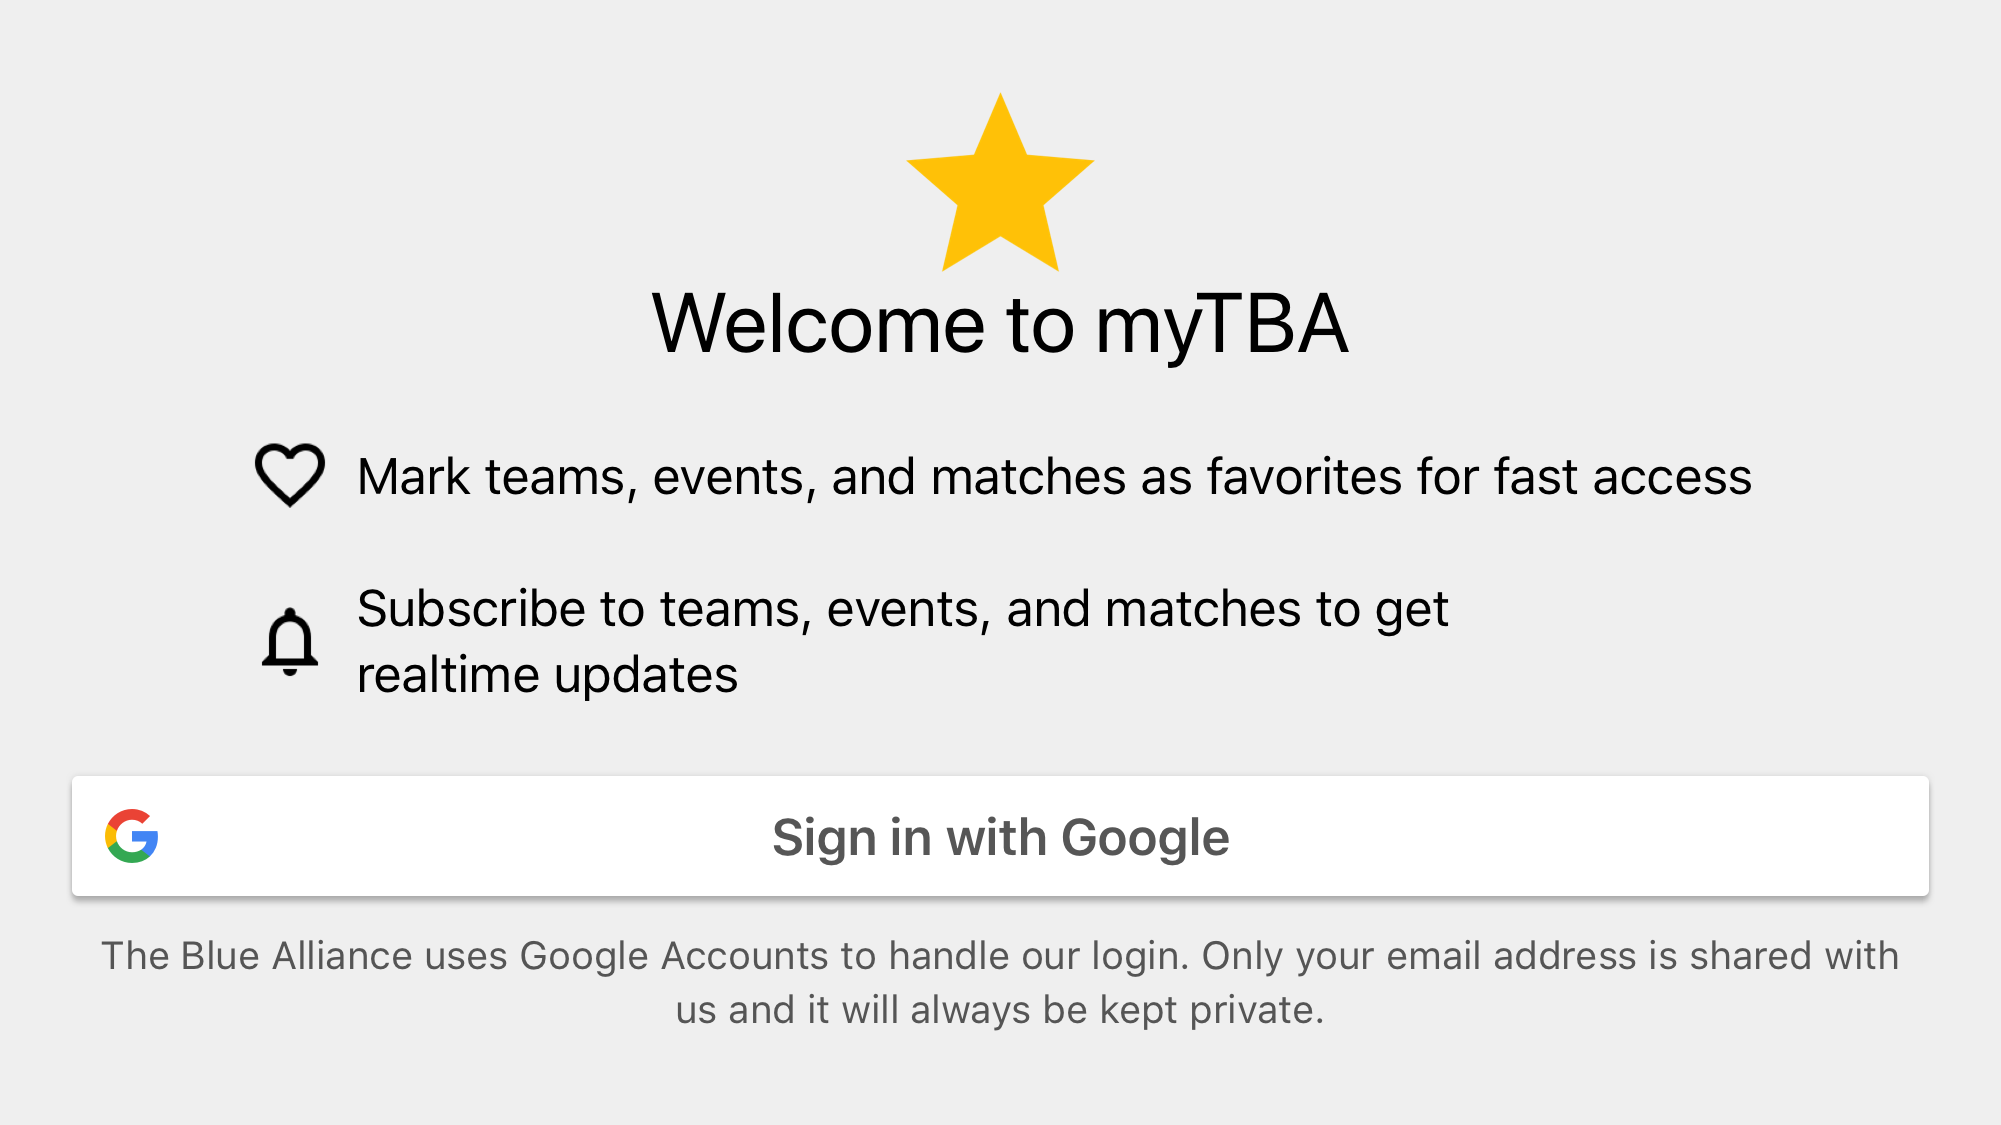 Welcome to myTBA
Mark teams, events, and matches as favorites for fast access
Subscribe to teams, events, and matches to get
realtime updates
Sign in with Google
The Blue Alliance uses Google Accounts to handle our login. Only your email address is shared with
us and it will always be kept private.